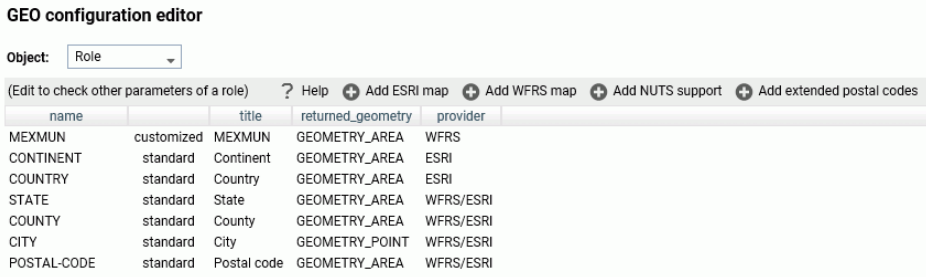 GEO configuration editor
Object: Role
(Edit to check other parameters of a role) ? Help Add ESRI map Add WFRS map Add NUTS support Add extended postal codes
name title returned_geometry provider
MEXMUN customized MEXMUN GEOMETRY_AREA WFRS
CONTINENT standard Continent GEOMETRY_AREA ESRI
COUNTRY standard Country GEOMETRY_AREA ESRI
STATE standard State GEOMETRY_AREA WFRS/ESRI
COUNTY standard County GEOMETRY_AREA WFRS/ESRI
CITY standard City GEOMETRY_POINT WFRS/ESRI
POSTAL-CODE standard Postal code GEOMETRY_AREA WFRS/ESRI